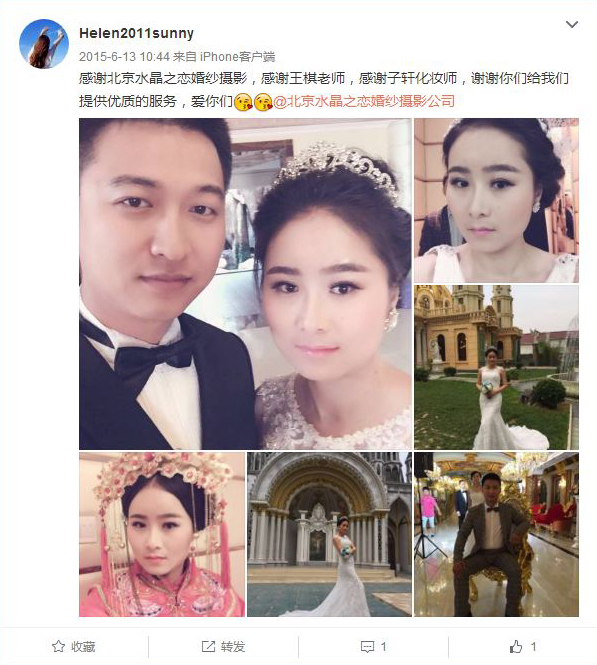 Helen2011sunny
2015-6-13 10:44 来自 iPhone客户端
感谢北京水晶之恋婚纱摄影，感谢王棋老师，感谢子轩化妆师，谢谢你们给我们
提供优质的服务，爱你们😘😘@北京水晶之恋婚纱摄影公司
收藏
转发
1
1